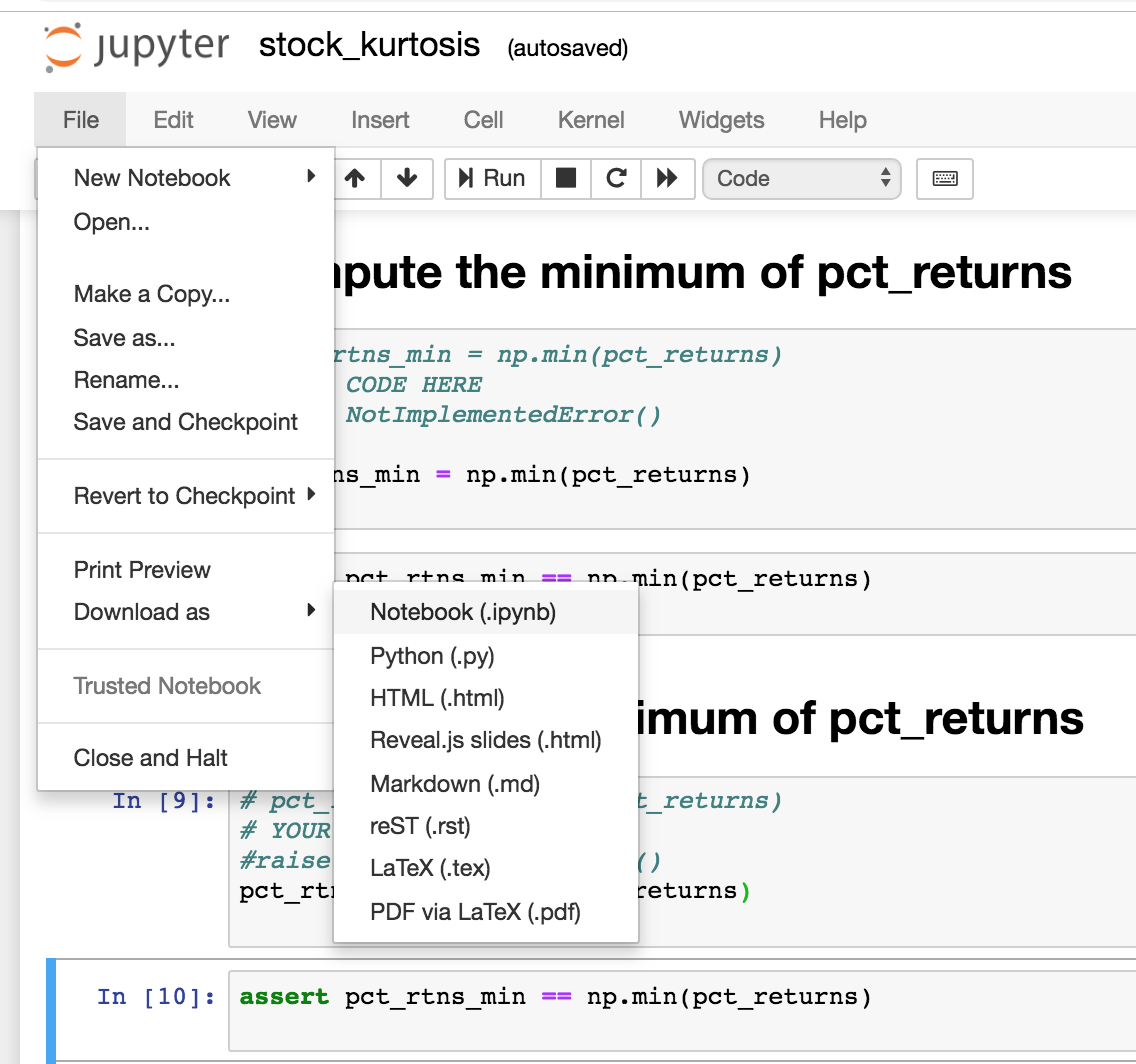 jupyter stock_kurtosis (autosaved)
File Edit View Insert Cell Kernel Widgets Help
Run Code
New Notebook
Open...
Make a Copy...
Save as...
Rename...
Save and Checkpoint
Revert to Checkpoint
Print Preview
Download as
Trusted Notebook
Close and Halt
Notebook (.ipynb)
Python (.py)
HTML (.html)
Reveal.js slides (.html)
Markdown (.md)
reST (.rst)
LaTeX (.tex)
PDF via LaTeX (.pdf)
the minimum of pct_returns
rtns_min = np.min(pct_returns)
CODE HERE
NotImplementedError()
ns_min = np.min(pct_returns)
pct_rtns_min == np.min(pct_returns)
of pct_returns
In [9]: # pct_ t_returns)
# YOUR
#raise ()
pct_rt returns)
In [10]: assert pct_rtns_min == np.min(pct_returns)